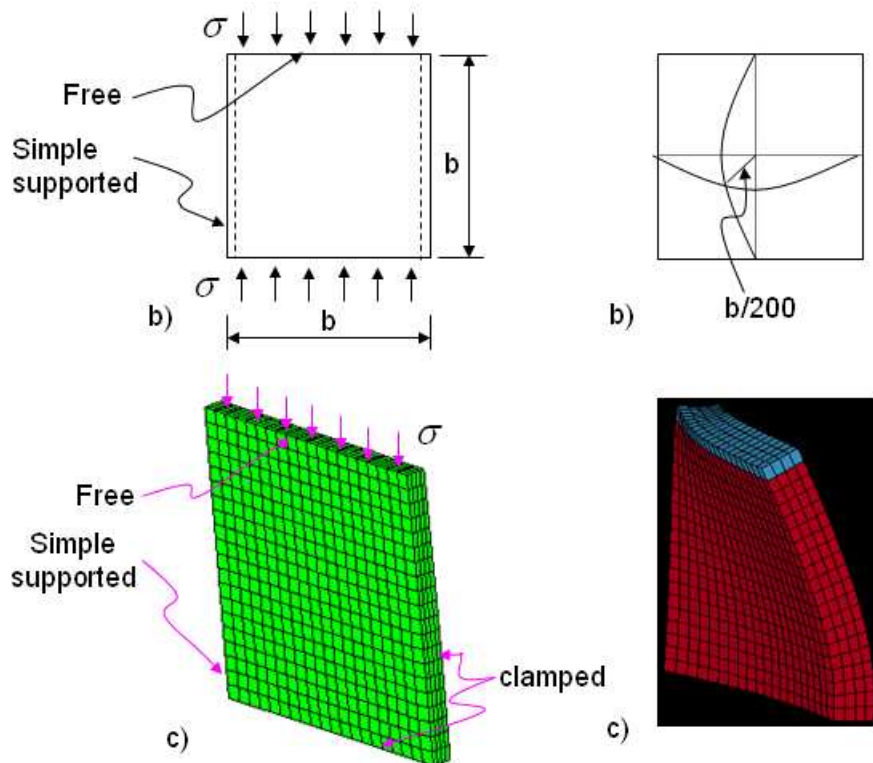 σ
Free
Simple
supported
b
σ
b)
b
b)
b/200
σ
Free
Simple
supported
clamped
c)
c)